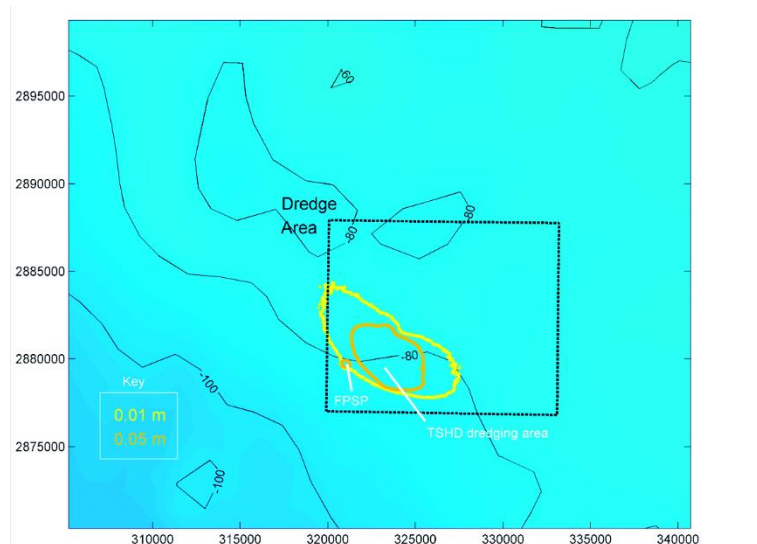 -60
2895000
2890000
Dredge
Area
-80
-80
2885000
2880000
-80
-100
FPSP
TSHD dredging area
Key
0.01 m
0.05 m
2875000
-100
310000 315000 320000 325000 330000 335000 340000